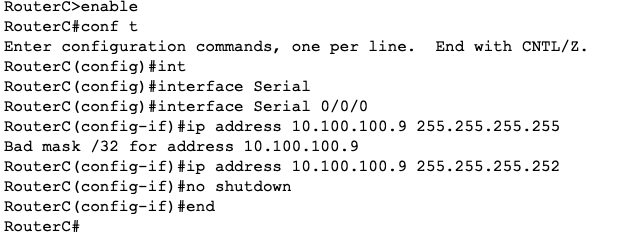 RouterC>enable
RouterC#conf t
Enter configuration commands, one per line.  End with CNTL/Z.
RouterC(config)#int
RouterC(config)#interface Serial
RouterC(config)#interface Serial 0/0/0
RouterC(config-if)#ip address 10.100.100.9 255.255.255.255
Bad mask /32 for address 10.100.100.9
RouterC(config-if)#ip address 10.100.100.9 255.255.255.252
RouterC(config-if)#no shutdown
RouterC(config-if)#end
RouterC#